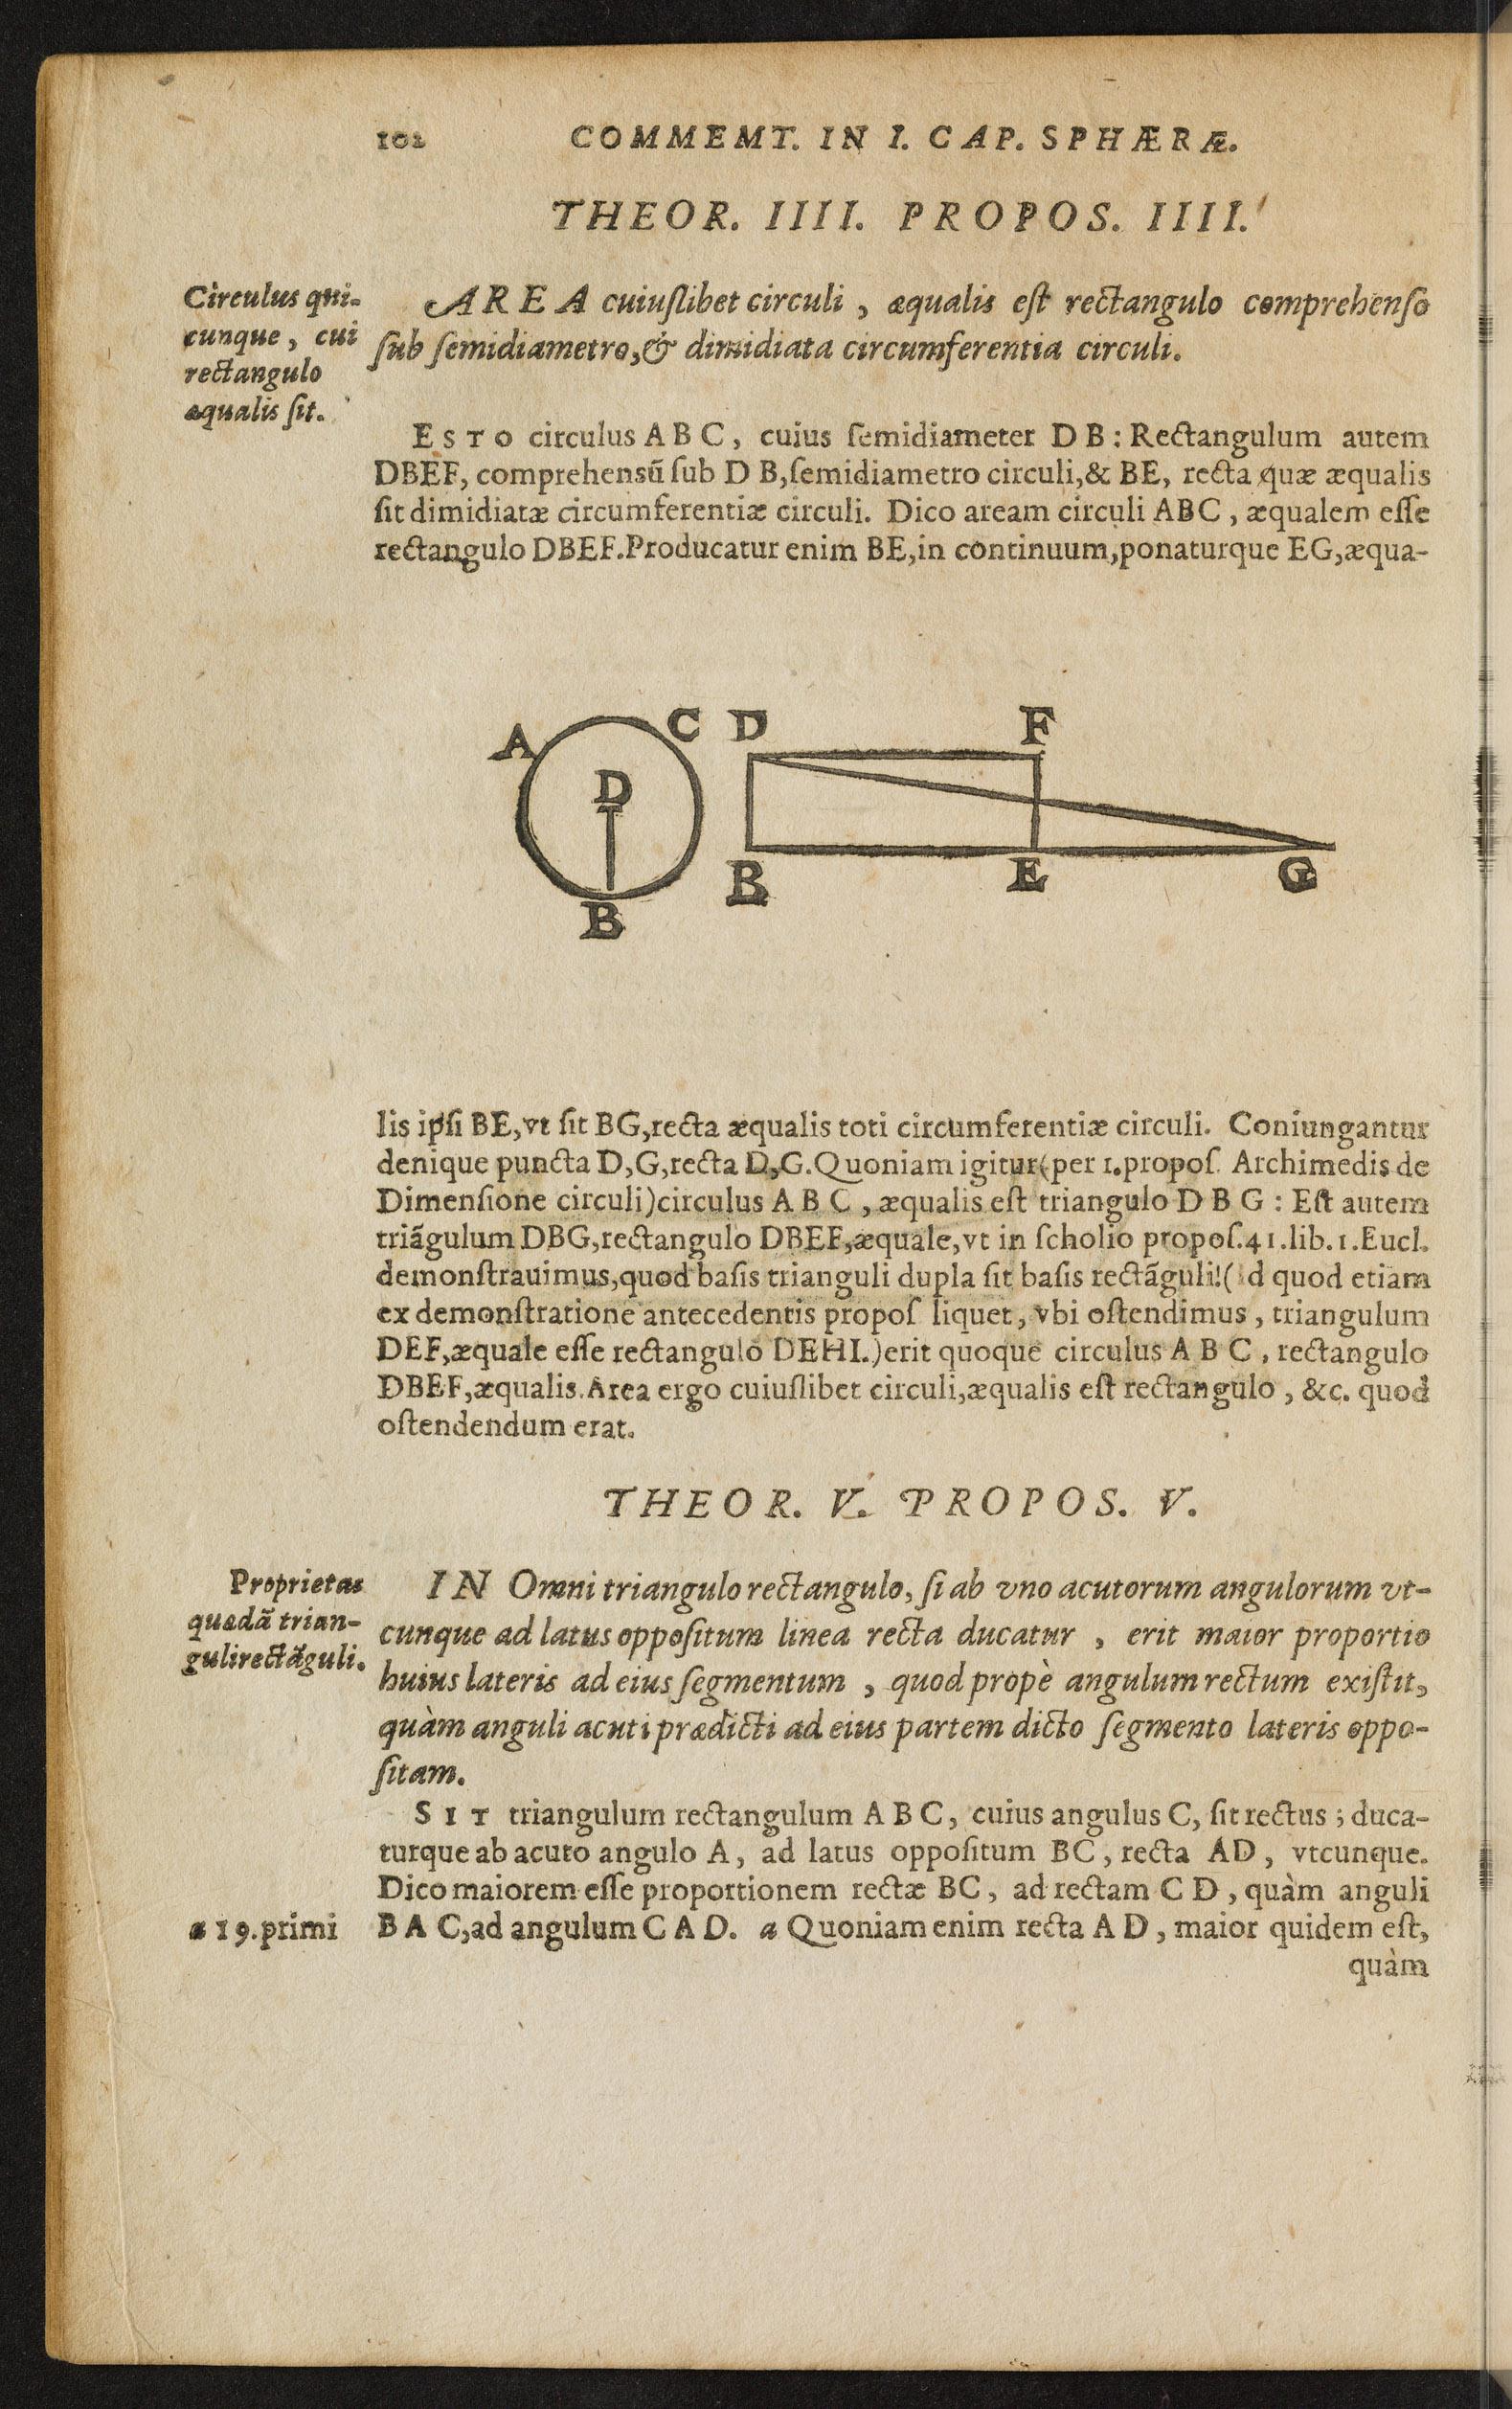 102 COMMEMT. IN I. CAP. SPHÆRÆ.
THEOR. IIII. PROPOS. IIII.
Circulus qui-
cunque, cui
rectangulo
æqualis ſit.
AREA cuiuſlibet circuli, æqualis eſt rectangulo comprehenſo
ſub ſemidiametro, & dimidiata circumferentia circuli.
ESTO circulus ABC, cuius ſemidiameter DB: Rectangulum autem
DBEF, comprehensũ ſub DB, ſemidiametro circuli, & BE, recta quæ æqualis
ſit dimidiatæ circumferentiæ circuli. Dico aream circuli ABC, æqualem eſſe
rectangulo DBEF. Producatur enim BE, in continuum, ponaturque EG, æqua-
A C D F
D
B E G
B
lis ipſi BE, vt ſit BG, recta æqualis toti circumferentiæ circuli. Coniungantur
denique puncta D, G, recta D,G. Quoniam igitur (per 1. propoſ. Archimedis de
Dimenſione circuli) circulus ABC, æqualis eſt triangulo DBG: Eſt autem
triãgulum DBG, rectangulo DBEF, æquale, vt in ſcholio propoſ. 41. lib. 1. Eucl.
demonſtrauimus, quod baſis trianguli dupla ſit baſis rectãguli! ( d quod etiam
ex demonſtratione antecedentis propoſ liquet, vbi oſtendimus, triangulum
DEF, æquale eſſe rectangulo DEHI.) erit quoque circulus ABC, rectangulo
DBEF, æqualis. Area ergo cuiuſlibet circuli, æqualis eſt rectangulo, &c. quod
oſtendendum erat.
THEOR. V. PROPOS. V.
Proprietas
quædã trian-
guli rectãguli.
IN Omni triangulo rectangulo, ſi ab vno acutorum angulorum vt-
cunque ad latus oppoſitum linea recta ducatur, erit maior proportio
huius lateris ad eius ſegmentum, quod propè angulum rectum exiſtit,
quàm anguli acuti prædicti ad eius partem dicto ſegmento lateris oppo-
ſitam.
SIT triangulum rectangulum ABC, cuius angulus C, ſit rectus; duca-
turque ab acuto angulo A, ad latus oppoſitum BC, recta AD, vtcunque.
Dico maiorem eſſe proportionem rectæ BC, ad rectam CD, quàm anguli
a 19. primi
BAC, ad angulum CAD. a Quoniam enim recta AD, maior quidem eſt,
quàm